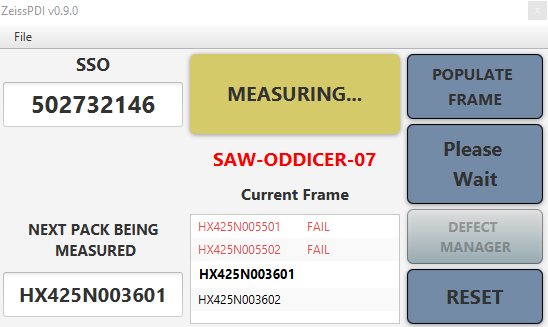 ZeissPDI v0.9.0
x
File
SSO
502732146
MEASURING...
SAW-ODDICER-07
Current Frame
HX425N005501 FAIL
HX425N005502 FAIL
HX425N003601
HX425N003602
NEXT PACK BEING
MEASURED
HX425N003601
POPULATE
FRAME
Please
Wait
DEFECT
MANAGER
RESET